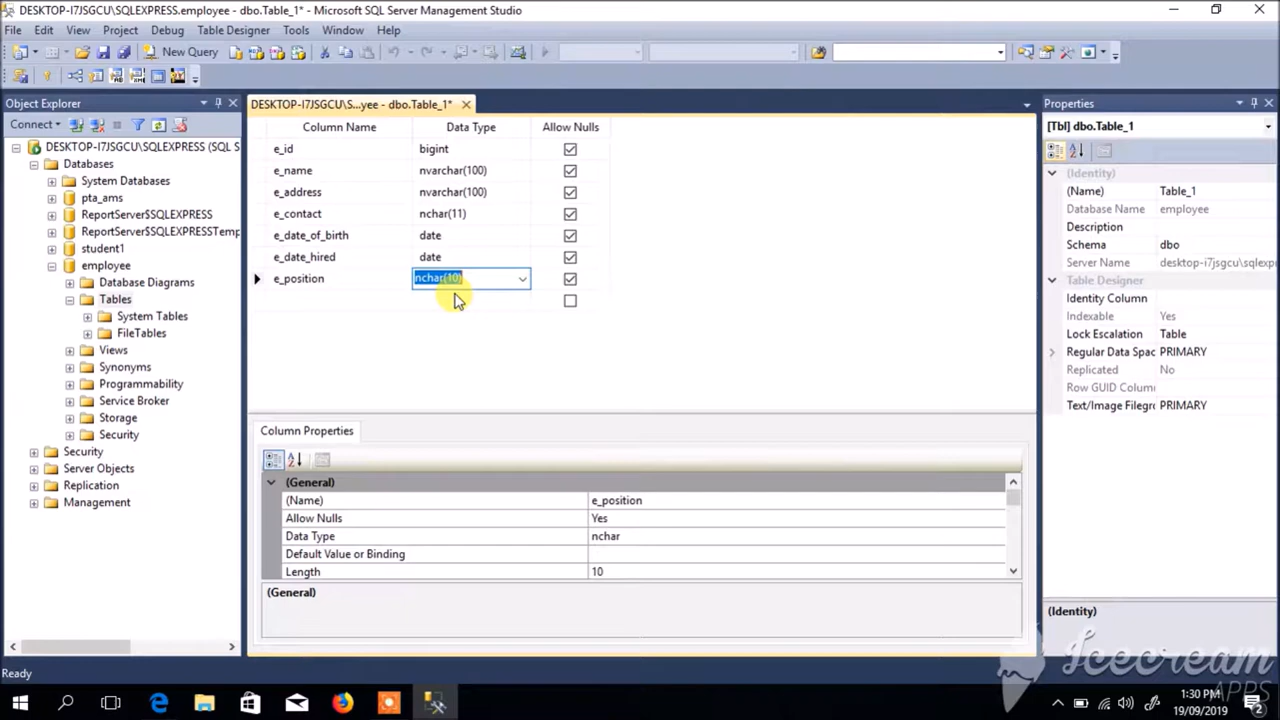 DESKTOP-I7JSGCU\SQLEXPRESS.employee - dbo.Table_1* - Microsoft SQL Server Management Studio
File Edit View Project Debug Table Designer Tools Window Help
New Query
Object Explorer
Connect
DESKTOP-I7JSGCU\SQLEXPRESS (SQL S
Databases
System Databases
pta_ams
ReportServer$SQLEXPRESS
ReportServer$SQLEXPRESSTemp
student1
employee
Database Diagrams
Tables
System Tables
FileTables
Views
Synonyms
Programmability
Service Broker
Storage
Security
Security
Server Objects
Replication
Management
DESKTOP-I7JSGCU\S...yee - dbo.Table_1*
Column Name Data Type Allow Nulls
e_id bigint
e_name nvarchar(100)
e_address nvarchar(100)
e_contact nchar(11)
e_date_of_birth date
e_date_hired date
e_position nchar(10)
Column Properties
(General)
(Name) e_position
Allow Nulls Yes
Data Type nchar
Default Value or Binding
Length 10
(General)
Properties
[Tbl] dbo.Table_1
(Identity)
(Name) Table_1
Database Name employee
Description
Schema dbo
Server Name desktop-i7jsgcu\sqlexpre
Table Designer
Identity Column
Indexable Yes
Lock Escalation Table
Regular Data Spac PRIMARY
Replicated No
Row GUID Colum
Text/Image Filegr PRIMARY
(Identity)
Ready
Icecream
APPS
1:30 PM
19/09/2019
2